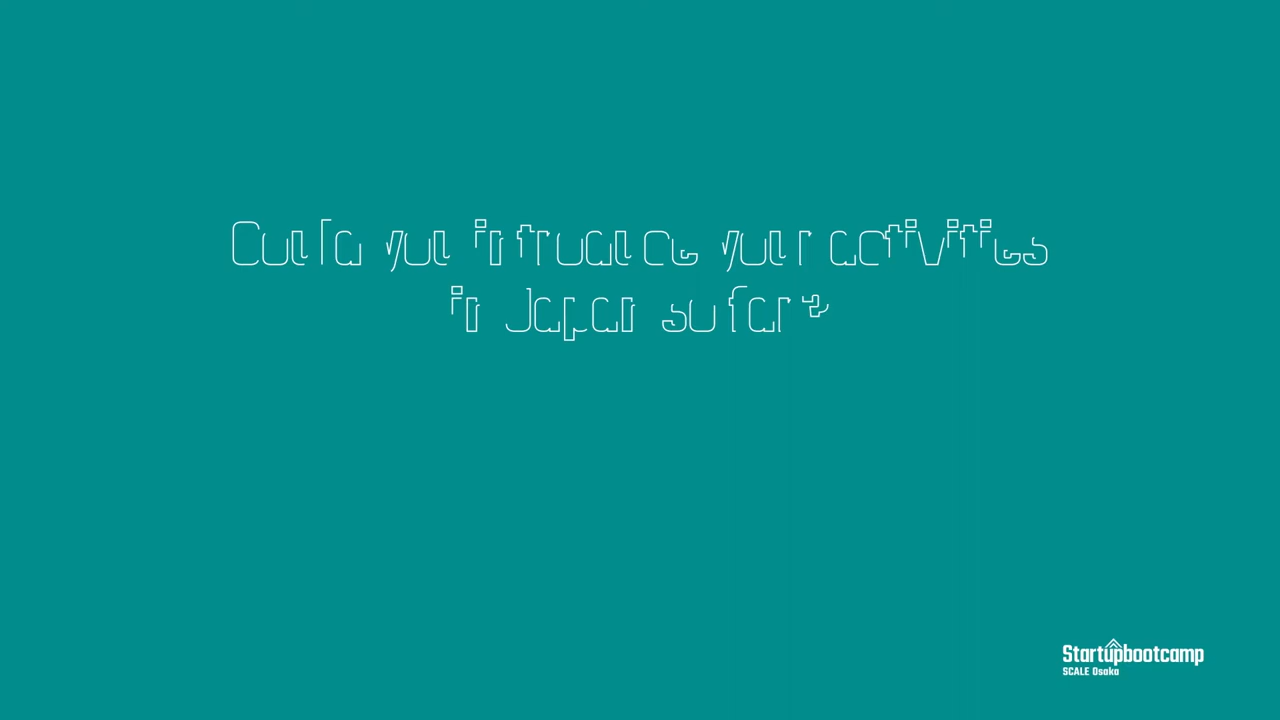 Could you introduce your activities
in Japan so far?
Startupbootcamp
SCALE Osaka